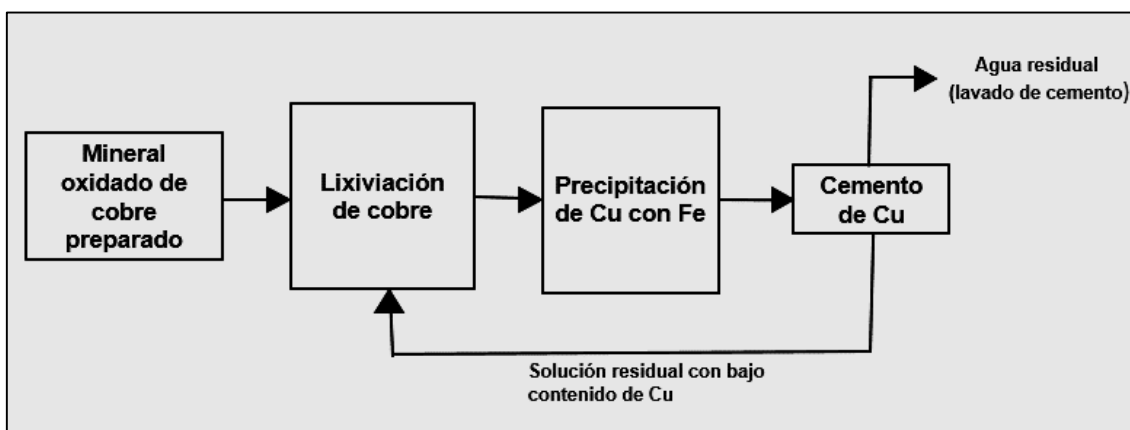 Mineral
oxidado de
cobre
preparado
Lixiviación
de cobre
Precipitación
de Cu con Fe
Cemento
de Cu
Agua residual
(lavado de cemento)
Solución residual con bajo
contenido de Cu